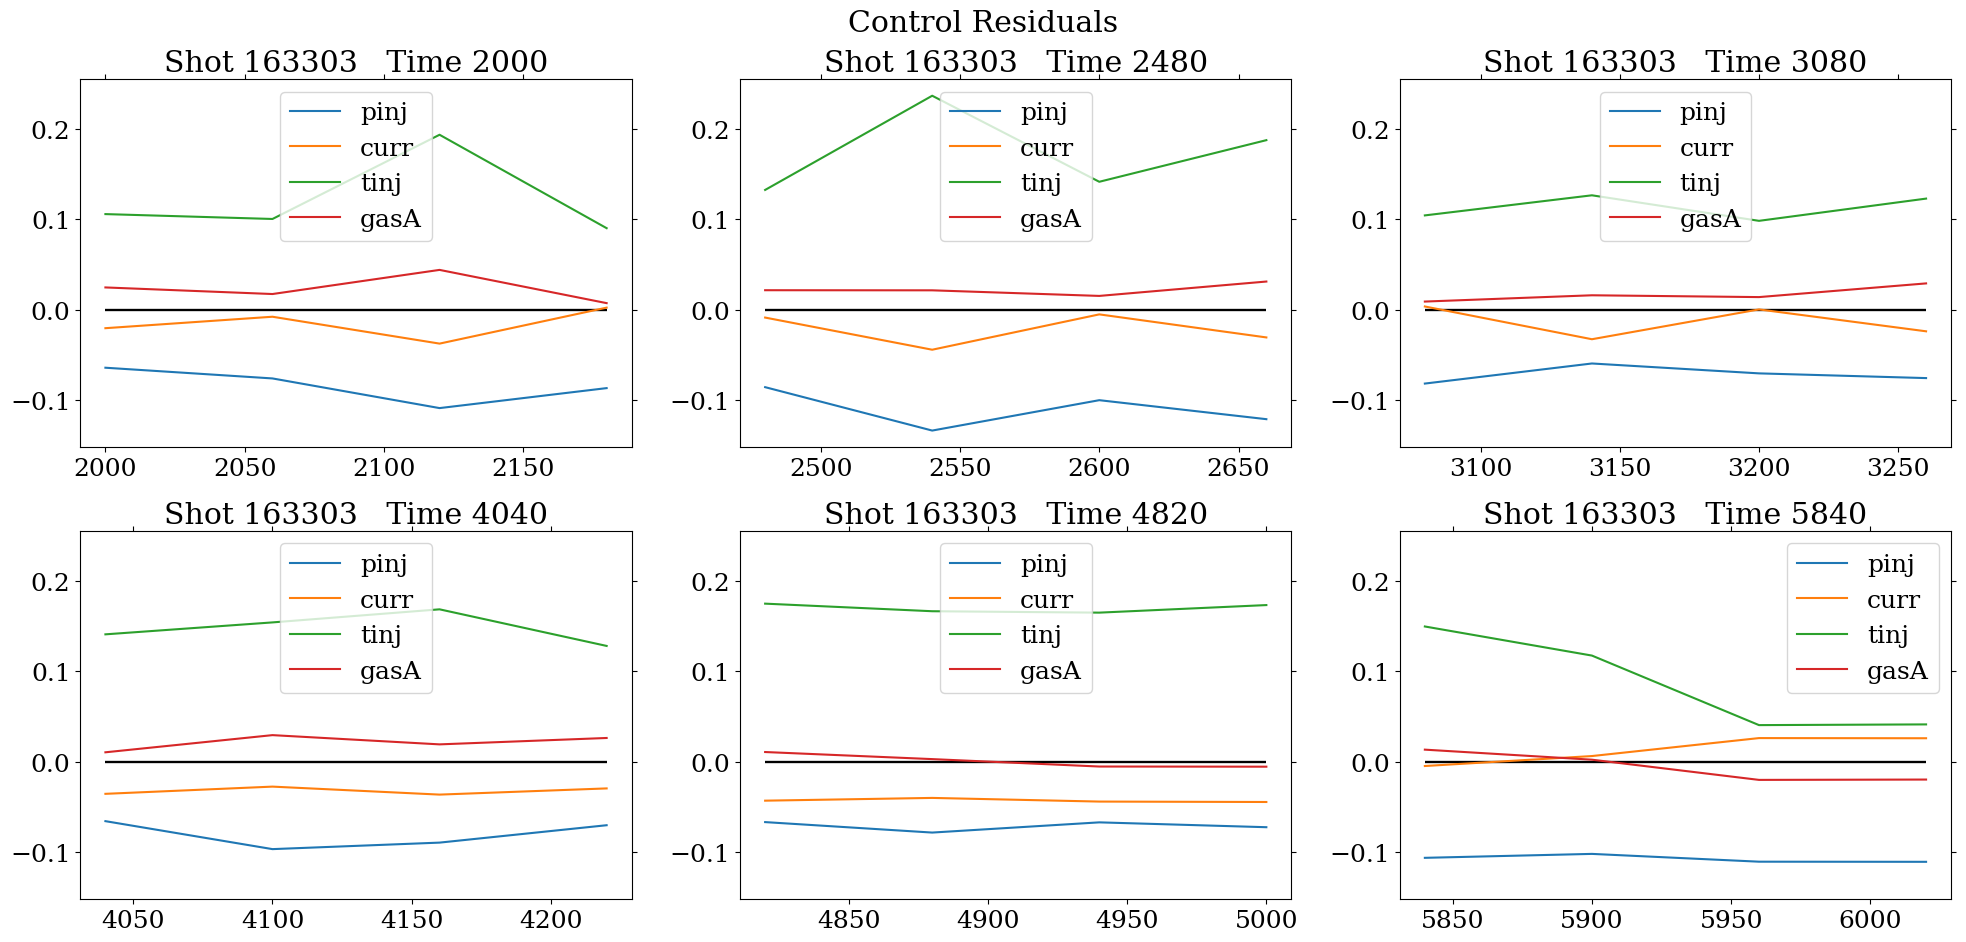 Control Residuals
Shot 163303   Time 2000
0.2
0.1
0.0
−0.1
2000 2050 2100 2150
pinj
curr
tinj
gasA
Shot 163303   Time 2480
0.2
0.1
0.0
−0.1
2500 2550 2600 2650
pinj
curr
tinj
gasA
Shot 163303   Time 3080
0.2
0.1
0.0
−0.1
3100 3150 3200 3250
pinj
curr
tinj
gasA
Shot 163303   Time 4040
0.2
0.1
0.0
−0.1
4050 4100 4150 4200
pinj
curr
tinj
gasA
Shot 163303   Time 4820
0.2
0.1
0.0
−0.1
4850 4900 4950 5000
pinj
curr
tinj
gasA
Shot 163303   Time 5840
0.2
0.1
0.0
−0.1
5850 5900 5950 6000
pinj
curr
tinj
gasA